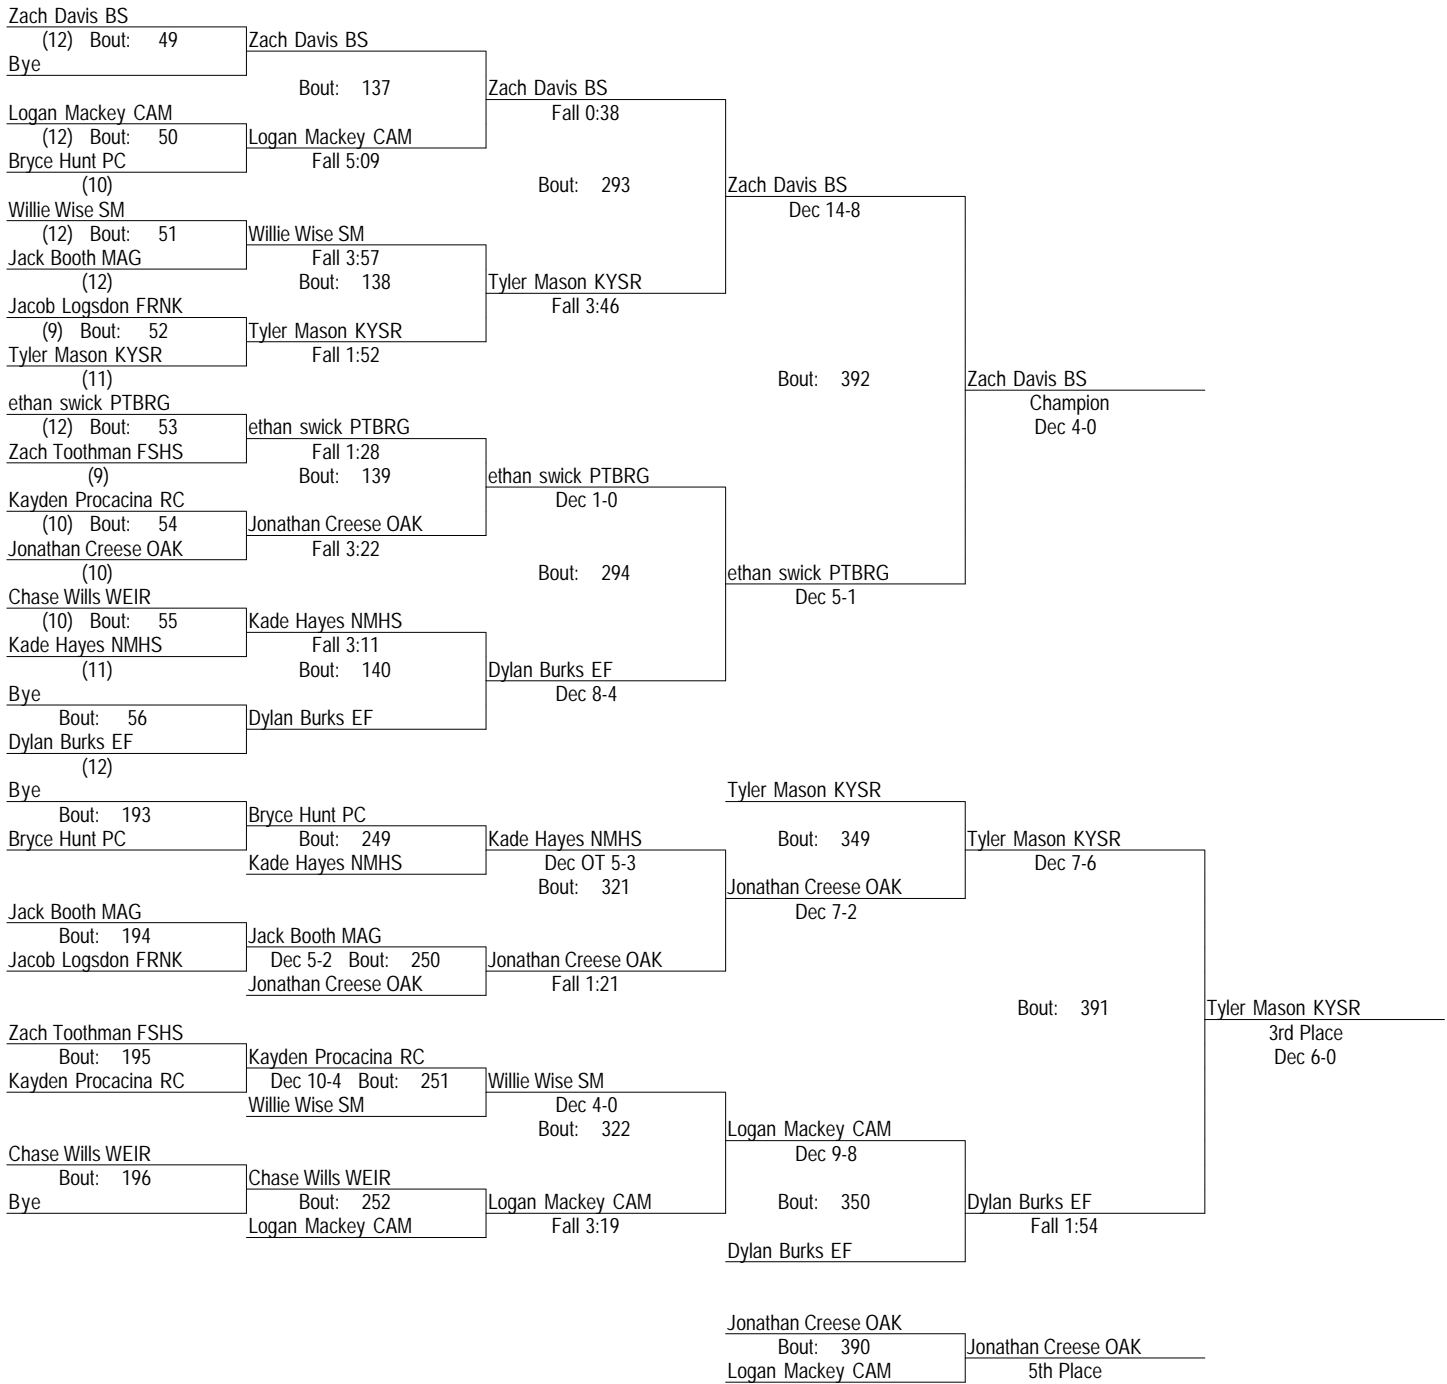 Zach Davis BS
(12) Bout: 49
Zach Davis BS
Bye
Bout: 137
Zach Davis BS
Fall 0:38
Logan Mackey CAM
(12) Bout: 50
Logan Mackey CAM
Bryce Hunt PC
Fall 5:09
(10)
Bout: 293
Zach Davis BS
Dec 14-8
Willie Wise SM
(12) Bout: 51
Willie Wise SM
Jack Booth MAG
Fall 3:57
(12)
Bout: 138
Tyler Mason KYSR
Fall 3:46
Jacob Logsdon FRNK
(9) Bout: 52
Tyler Mason KYSR
Tyler Mason KYSR
Fall 1:52
(11)
Bout: 392
Zach Davis BS
Champion
Dec 4-0
ethan swick PTBRG
(12) Bout: 53
ethan swick PTBRG
Zach Toothman FSHS
Fall 1:28
(9)
Bout: 139
ethan swick PTBRG
Dec 1-0
Kayden Procacina RC
(10) Bout: 54
Jonathan Creese OAK
Jonathan Creese OAK
Fall 3:22
(10)
Bout: 294
ethan swick PTBRG
Dec 5-1
Chase Wills WEIR
(10) Bout: 55
Kade Hayes NMHS
Kade Hayes NMHS
Fall 3:11
(11)
Bout: 140
Dylan Burks EF
Dec 8-4
Bye
Bout: 56
Dylan Burks EF
Dylan Burks EF
(12)
Bye
Bout: 193
Bryce Hunt PC
Bryce Hunt PC
Bout: 249
Kade Hayes NMHS
Kade Hayes NMHS
Dec OT 5-3
Bout: 321
Tyler Mason KYSR
Bout: 349
Tyler Mason KYSR
Dec 7-6
Jonathan Creese OAK
Dec 7-2
Jack Booth MAG
Bout: 194
Jack Booth MAG
Jacob Logsdon FRNK
Dec 5-2 Bout: 250
Jonathan Creese OAK
Jonathan Creese OAK
Fall 1:21
Bout: 391
Tyler Mason KYSR
3rd Place
Dec 6-0
Zach Toothman FSHS
Bout: 195
Kayden Procacina RC
Kayden Procacina RC
Dec 10-4 Bout: 251
Willie Wise SM
Willie Wise SM
Dec 4-0
Bout: 322
Logan Mackey CAM
Dec 9-8
Chase Wills WEIR
Bout: 196
Chase Wills WEIR
Bye
Bout: 252
Logan Mackey CAM
Logan Mackey CAM
Fall 3:19
Bout: 350
Dylan Burks EF
Fall 1:54
Dylan Burks EF
Jonathan Creese OAK
Bout: 390
Jonathan Creese OAK
Logan Mackey CAM
5th Place